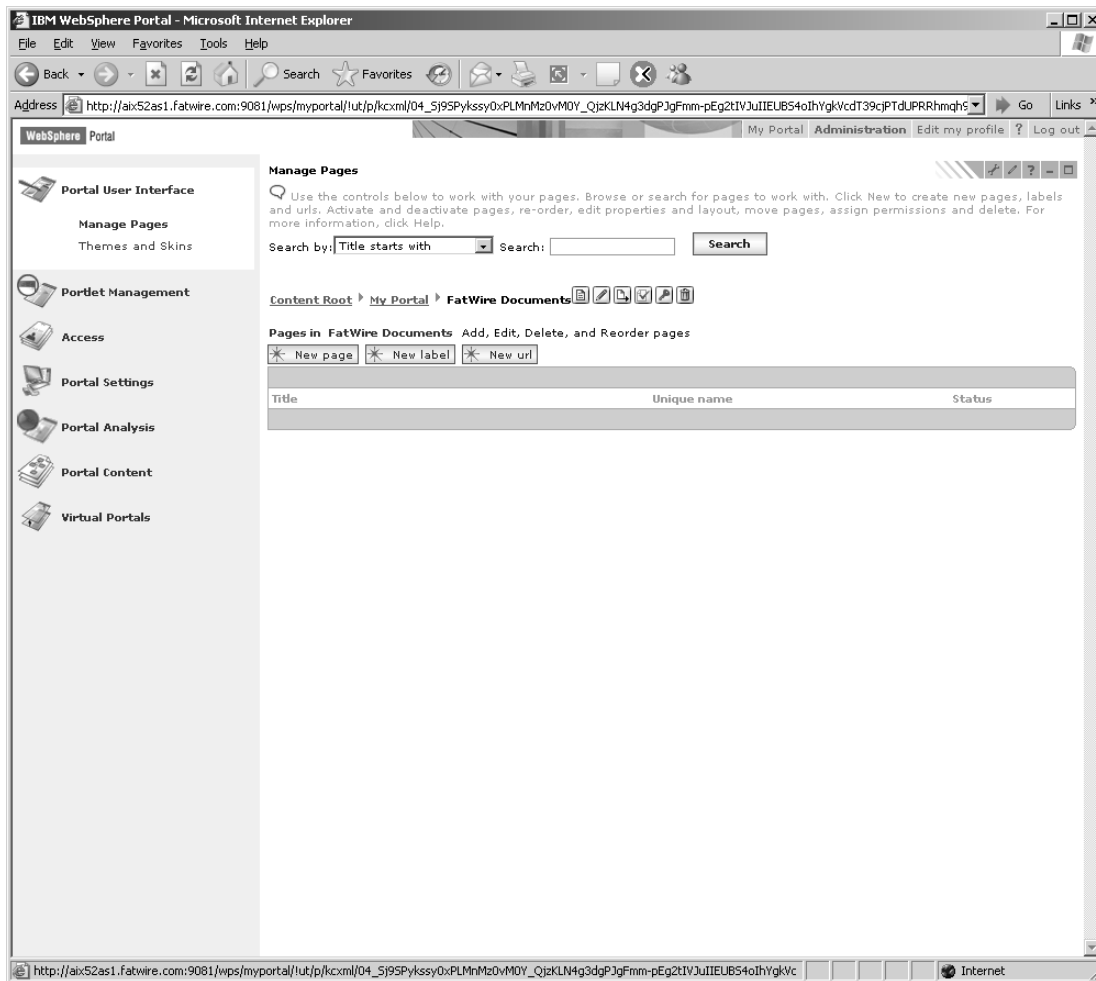 IBM WebSphere Portal - Microsoft Internet Explorer
File Edit View Favorites Tools Help
Back Search Favorites
Address http://aix52as1.fatwire.com:9081/wps/myportal/!ut/p/kcxml/04_Sj9SPykssy0xPLMnMz0vM0Y_QjzKLN4g3dgPJgFmm-pEg2tIVJuIIEUBS4oIhYgkVcdT39cjPTdUPRRhmqh9 Go Links »
WebSphere Portal
My Portal Administration Edit my profile ? Log out
Portal User Interface
Manage Pages
Themes and Skins
Portlet Management
Access
Portal Settings
Portal Analysis
Portal Content
Virtual Portals
Manage Pages
Use the controls below to work with your pages. Browse or search for pages to work with. Click New to create new pages, labels
and urls. Activate and deactivate pages, re-order, edit properties and layout, move pages, assign permissions and delete. For
more information, click Help.
Search by: Title starts with Search: Search
Content Root My Portal FatWire Documents
Pages in FatWire Documents Add, Edit, Delete, and Reorder pages
New page New label New url
Title Unique name Status
http://aix52as1.fatwire.com:9081/wps/myportal/!ut/p/kcxml/04_Sj9SPykssy0xPLMnMz0vM0Y_QjzKLN4g3dgPJgFmm-pEg2tIVJuIIEUBS4oIhYgkVc Internet